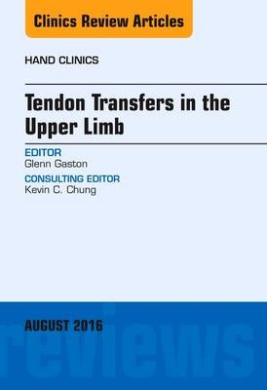 Clinics Review Articles
HAND CLINICS
Tendon Transfers in the
Upper Limb
EDITOR
Glenn Gaston
CONSULTING EDITOR
Kevin C. Chung
AUGUST 2016
reviews